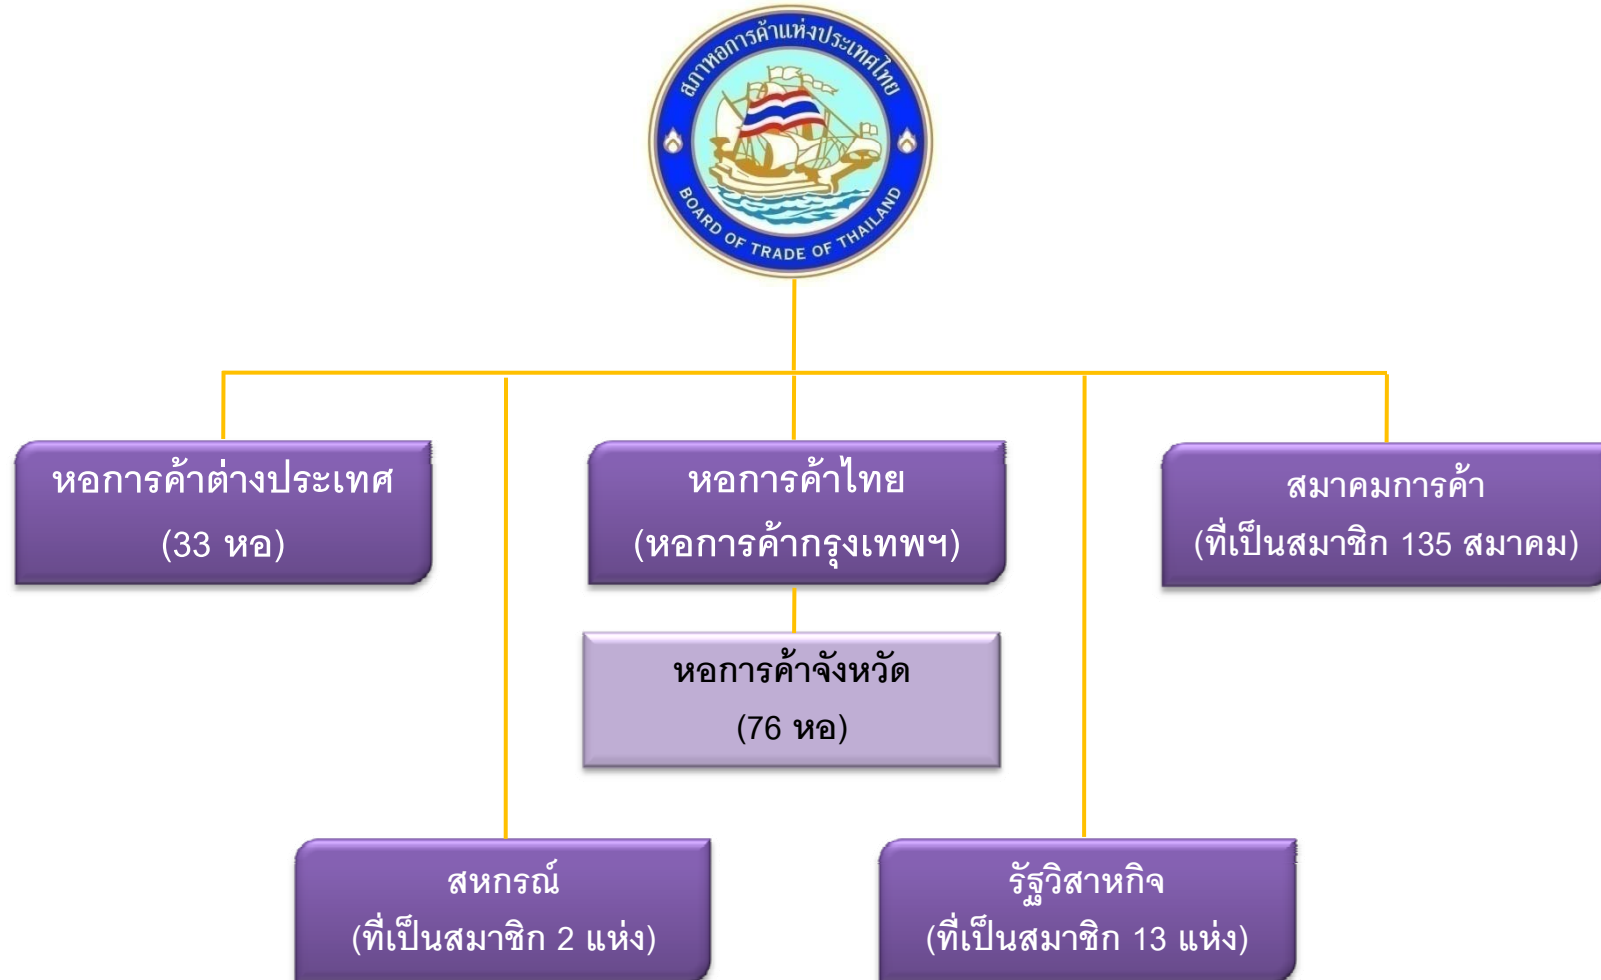 สภาหอการค้าแห่งประเทศไทย
BOARD OF TRADE OF THAILAND
หอการค้าต่างประเทศ
(33 หอ)
หอการค้าไทย
(หอการค้ากรุงเทพฯ)
สมาคมการค้า
(ที่เป็นสมาชิก 135 สมาคม)
หอการค้าจังหวัด
(76 หอ)
สหกรณ์
(ที่เป็นสมาชิก 2 แห่ง)
รัฐวิสาหกิจ
(ที่เป็นสมาชิก 13 แห่ง)